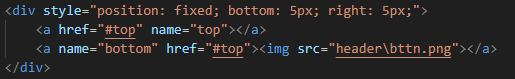 <div style="position: fixed; bottom: 5px; right: 5px;">
    <a href="#top" name="top"></a>
    <a name="bottom" href="#top"><img src="header\bttn.png"></a>
</div>